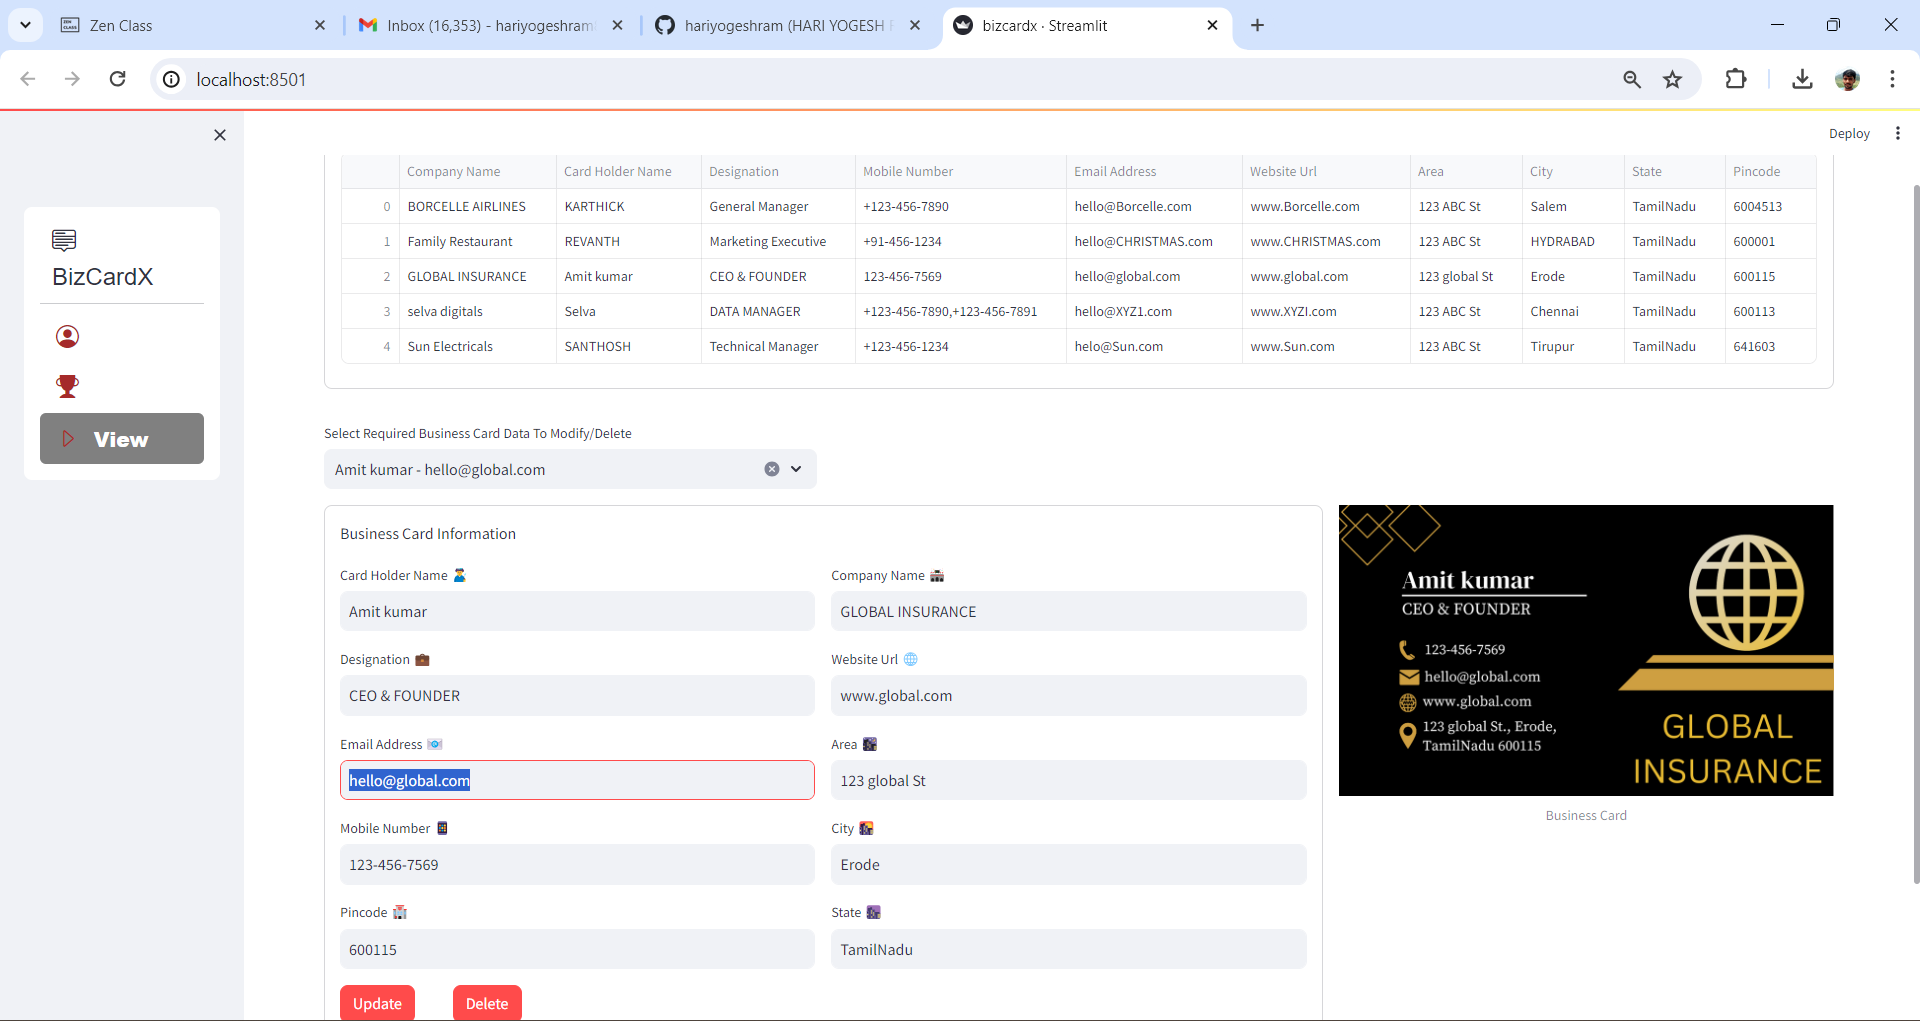 Zen Class
Inbox (16,353) - hariyogeshram
hariyogeshram (HARI YOGESH
bizcardx · Streamlit
localhost:8501
Deploy
BizCardX
View
Company Name Card Holder Name Designation Mobile Number Email Address Website Url Area City State Pincode
0 BORCELLE AIRLINES KARTHICK General Manager +123-456-7890 hello@Borcelle.com www.Borcelle.com 123 ABC St Salem TamilNadu 6004513
1 Family Restaurant REVANTH Marketing Executive +91-456-1234 hello@CHRISTMAS.com www.CHRISTMAS.com 123 ABC St HYDRABAD TamilNadu 600001
2 GLOBAL INSURANCE Amit kumar CEO & FOUNDER 123-456-7569 hello@global.com www.global.com 123 global St Erode TamilNadu 600115
3 selva digitals Selva DATA MANAGER +123-456-7890,+123-456-7891 hello@XYZ1.com www.XYZI.com 123 ABC St Chennai TamilNadu 600113
4 Sun Electricals SANTHOSH Technical Manager +123-456-1234 helo@Sun.com www.Sun.com 123 ABC St Tirupur TamilNadu 641603
Select Required Business Card Data To Modify/Delete
Amit kumar - hello@global.com
Business Card Information
Card Holder Name
Amit kumar
Company Name
GLOBAL INSURANCE
Designation
CEO & FOUNDER
Website Url
www.global.com
Email Address
hello@global.com
Area
123 global St
Mobile Number
123-456-7569
City
Erode
Pincode
600115
State
TamilNadu
Update
Delete
Amit kumar
CEO & FOUNDER
123-456-7569
hello@global.com
www.global.com
123 global St., Erode,
TamilNadu 600115
GLOBAL
INSURANCE
Business Card